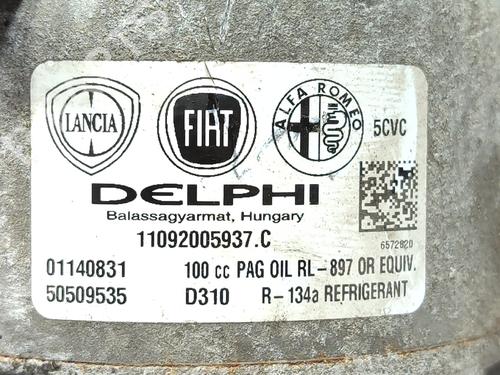 LANCIA
FIAT
ALFA ROMEO
5CVC
DELPHI
Balassagyarmat, Hungary
6572820
11092005937.C
01140831 100 cc PAG OIL RL-897 OR EQUIV.
50509535 D310 R-134a REFRIGERANT